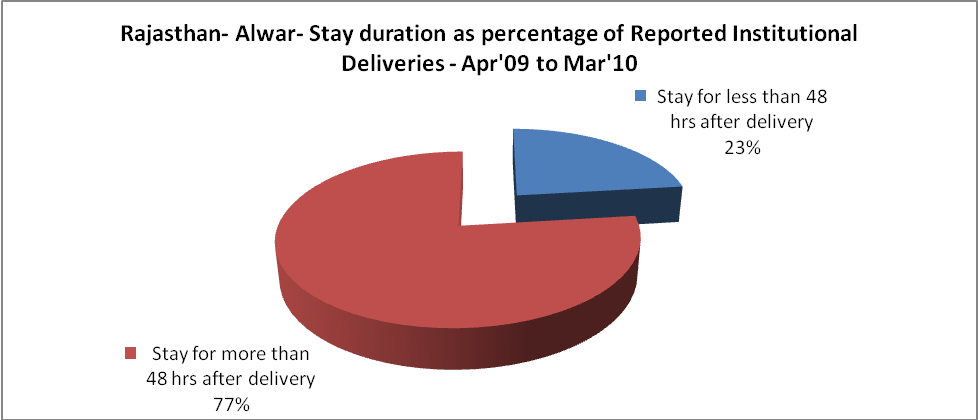 Rajasthan- Alwar- Stay duration as percentage of Reported Institutional
Deliveries - Apr'09 to Mar'10
Stay for less than 48
hrs after delivery
23%
Stay for more than
48 hrs after delivery
77%